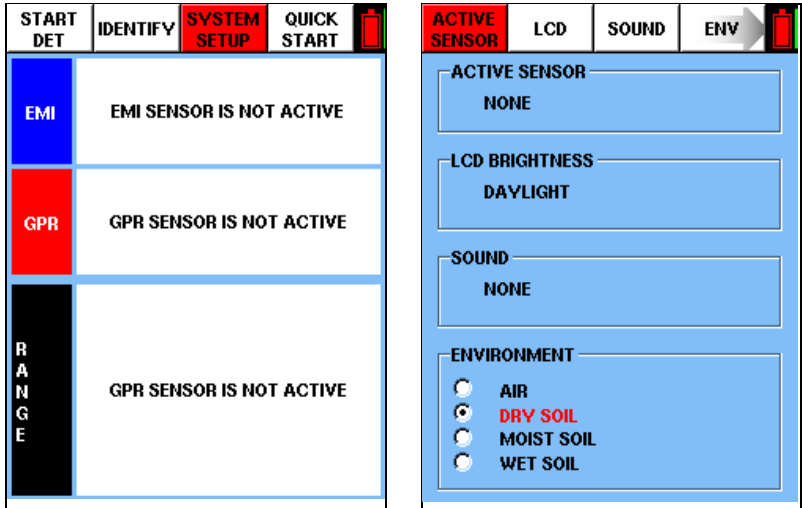 START DET
IDENTIFY
SYSTEM SETUP
QUICK START
EMI
EMI SENSOR IS NOT ACTIVE
GPR
GPR SENSOR IS NOT ACTIVE
RANGE
GPR SENSOR IS NOT ACTIVE
ACTIVE SENSOR
LCD
SOUND
ENV
ACTIVE SENSOR
NONE
LCD BRIGHTNESS
DAYLIGHT
SOUND
NONE
ENVIRONMENT
AIR
DRY SOIL
MOIST SOIL
WET SOIL